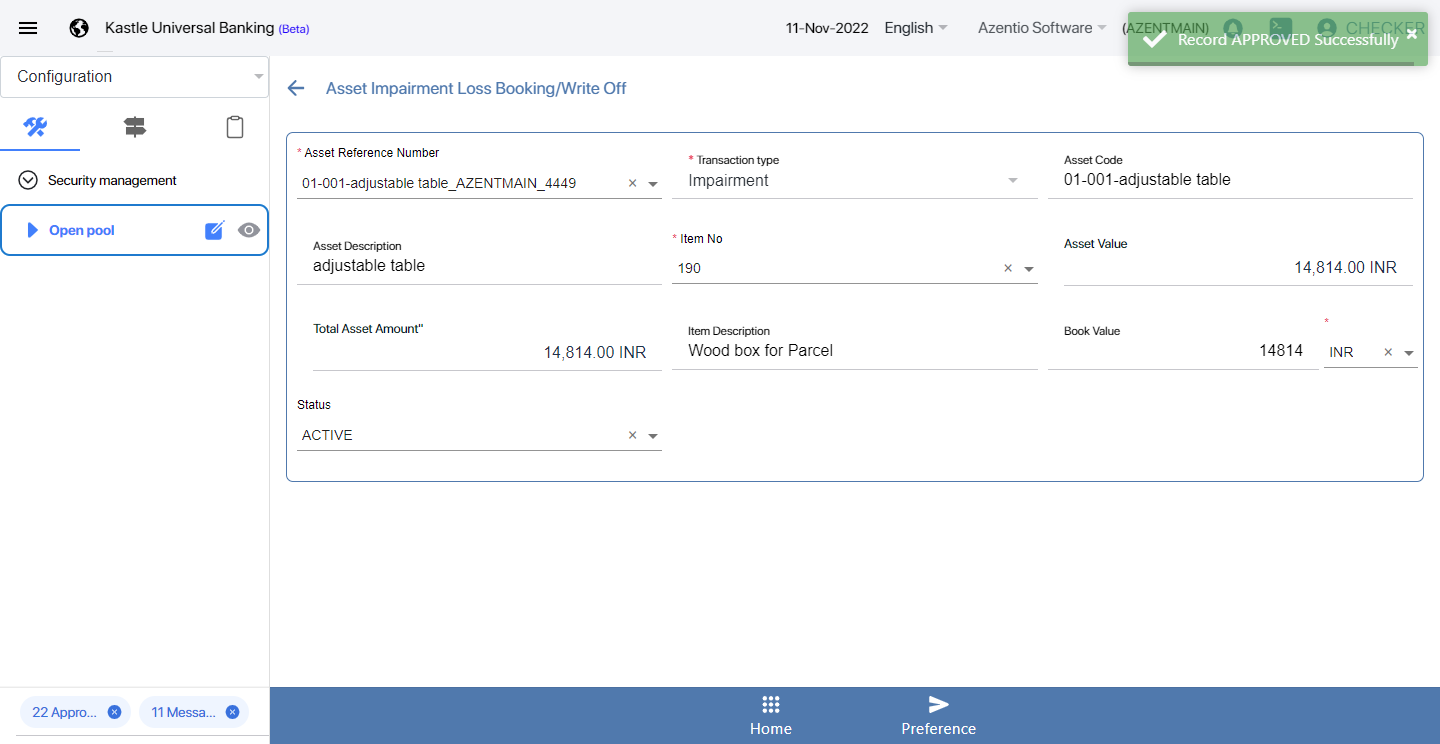 Kastle Universal Banking (Beta)
11-Nov-2022
English
Azentio Software
(AZENTMAIN)
CHECKER
Record APPROVED Successfully
Configuration
Asset Impairment Loss Booking/Write Off
Security management
Open pool
* Asset Reference Number
01-001-adjustable table_AZENTMAIN_4449
* Transaction type
Impairment
Asset Code
01-001-adjustable table
Asset Description
adjustable table
* Item No
190
Asset Value
14,814.00 INR
Total Asset Amount"
14,814.00 INR
Item Description
Wood box for Parcel
Book Value
14814
*
INR
Status
ACTIVE
22 Appro...
11 Messa...
Home
Preference